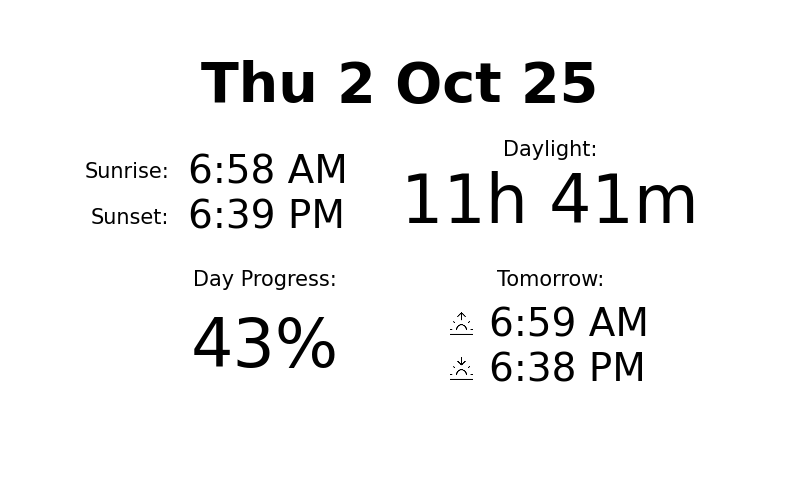 Thu 2 Oct 25
Sunrise: 6:58 AM
Sunset: 6:39 PM
Daylight:
11h 41m
Day Progress:
43%
Tomorrow:
6:59 AM
6:38 PM